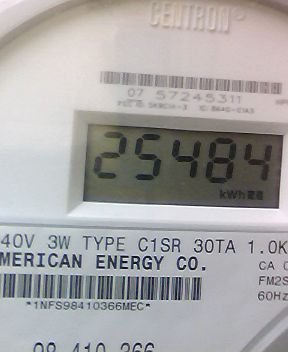 CENTRON
07 57245311
25484
kWh
40V 3W TYPE C1SR 30TA 1.0K
MERICAN ENERGY CO.
CA 0
FM2S
60Hz
*1NFS98410366MEC*
98 410 366